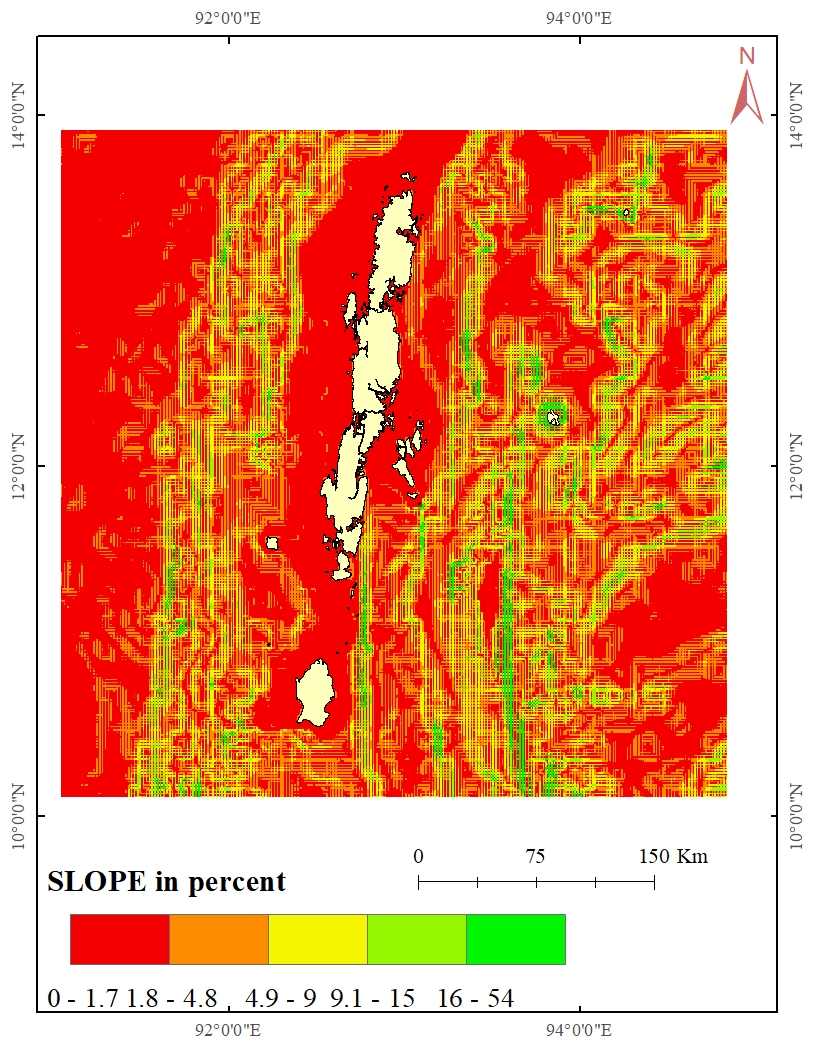 92°0'0"E 94°0'0"E
N
14°0'0"N 14°0'0"N
12°0'0"N 12°0'0"N
10°0'0"N 10°0'0"N
0 75 150 Km
SLOPE in percent
0 - 1.7 1.8 - 4.8 4.9 - 9 9.1 - 15 16 - 54
92°0'0"E 94°0'0"E